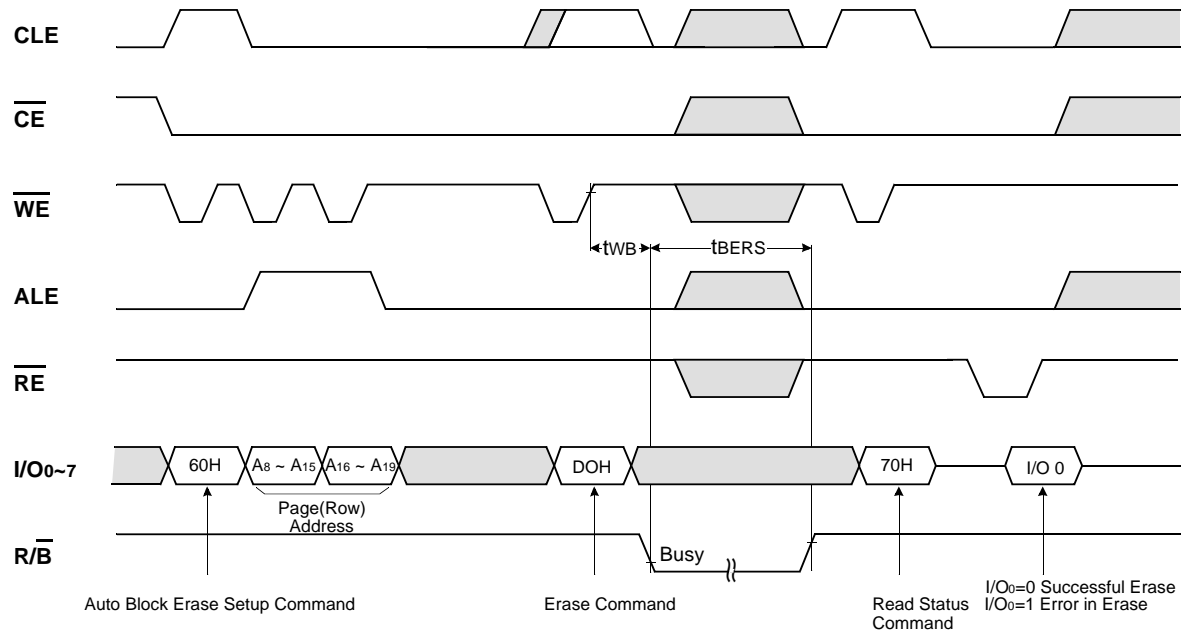 CLE
CE
WE
tWB
tBERS
ALE
RE
I/O0~7
60H
A8 ~ A15
A16 ~ A19
DOH
70H
I/O 0
Page(Row)
Address
R/B
Busy
Auto Block Erase Setup Command
Erase Command
Read Status
Command
I/O0=0 Successful Erase
I/O0=1 Error in Erase